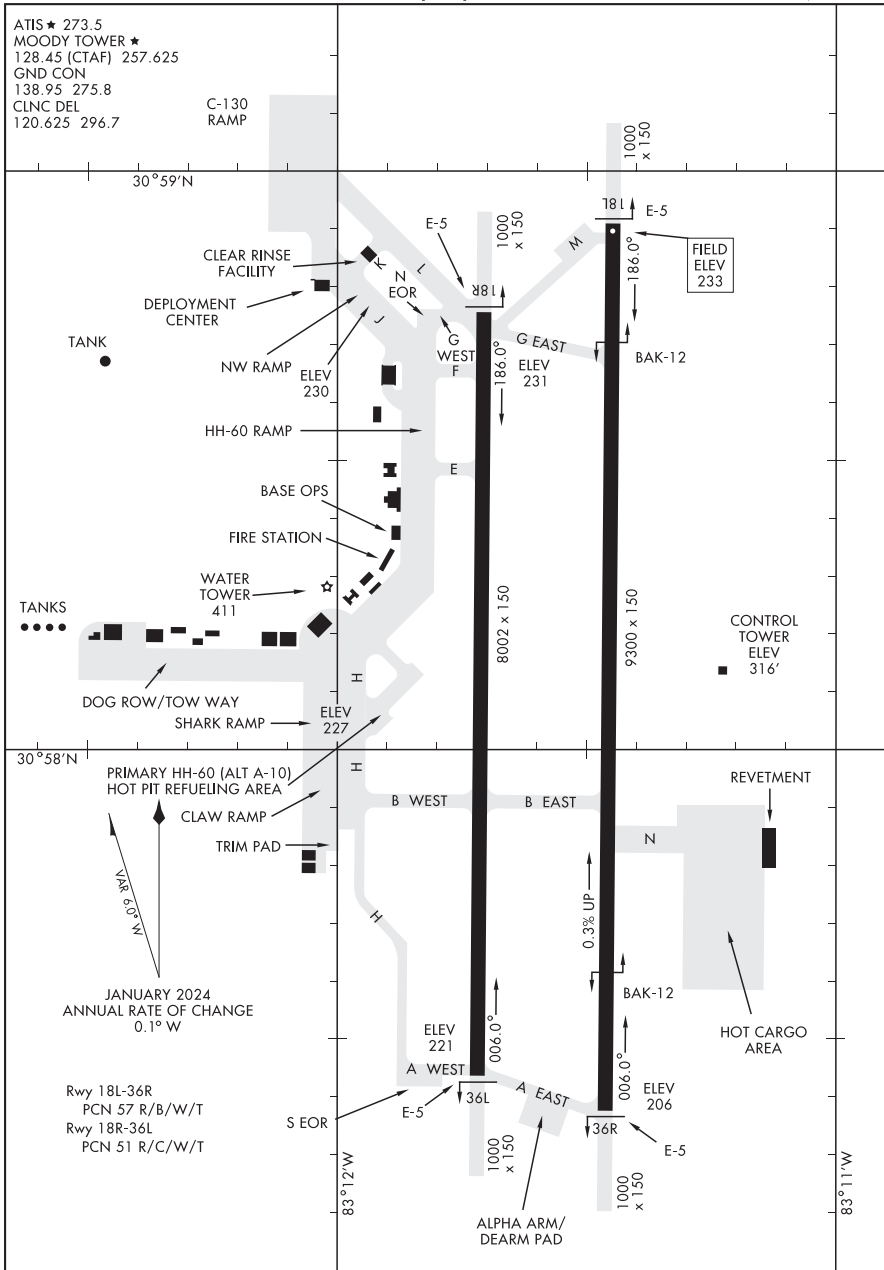 ATIS ★ 273.5
MOODY TOWER ★
128.45 (CTAF) 257.625
GND CON
138.95 275.8
CLNC DEL
120.625 296.7
C-130
RAMP
1000
x 150
30°59'N
E-5
1000
x 150
18L
E-5
M
CLEAR RINSE
FACILITY
K
L
N
EOR
18R
186.0°
FIELD
ELEV
233
DEPLOYMENT
CENTER
J
TANK
NW RAMP
ELEV
230
G
WEST
F
186.0°
G EAST
ELEV
231
BAK-12
HH-60 RAMP
E
BASE OPS
FIRE STATION
WATER
TOWER
411
TANKS
8002 x 150
9300 x 150
CONTROL
TOWER
ELEV
316'
DOG ROW/TOW WAY
H
SHARK RAMP
ELEV
227
30°58'N
PRIMARY HH-60 (ALT A-10)
HOT PIT REFUELING AREA
H
REVETMENT
CLAW RAMP
B WEST
B EAST
TRIM PAD
N
VAR 6.0° W
H
0.3% UP
JANUARY 2024
ANNUAL RATE OF CHANGE
0.1° W
BAK-12
HOT CARGO
AREA
ELEV
221
006.0°
006.0°
A WEST
A EAST
ELEV
206
Rwy 18L-36R
PCN 57 R/B/W/T
Rwy 18R-36L
PCN 51 R/C/W/T
S EOR
E-5
36L
36R
E-5
83°12'W
1000
x 150
1000
x 150
83°11'W
ALPHA ARM/
DEARM PAD